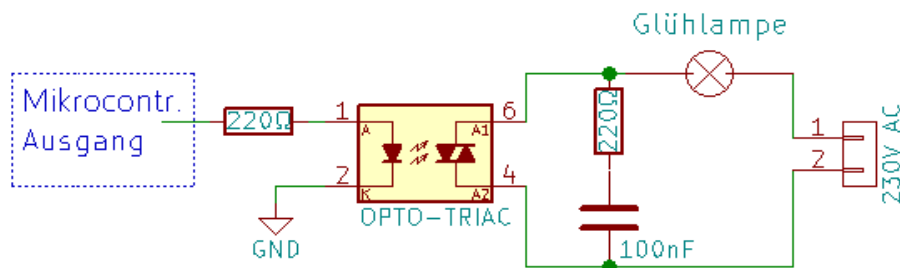 Glühlampe
Mikrocontr.
Ausgang
220Ω
1
2
A
K
A1
A2
6
4
OPTO-TRIAC
GND
220Ω
100nF
1
2
230V AC